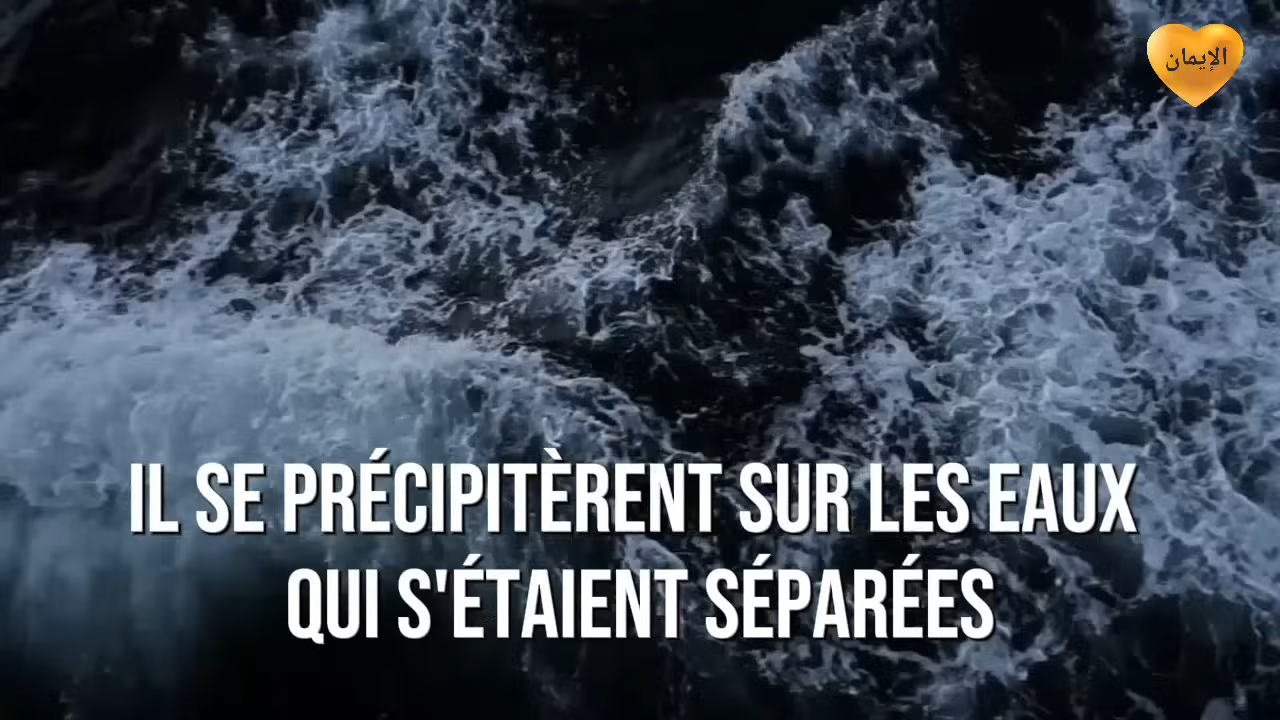 الإيمان
IL SE PRÉCIPITÈRENT SUR LES EAUX
QUI S'ÉTAIENT SÉPARÉES